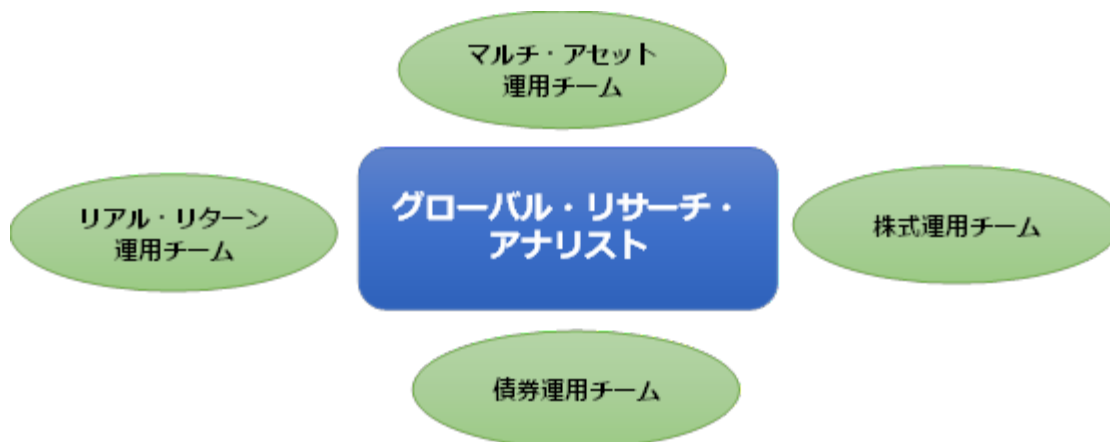 マルチ・アセット
運用チーム
グローバル・リサーチ・
アナリスト
リアル・リターン
運用チーム
株式運用チーム
債券運用チーム